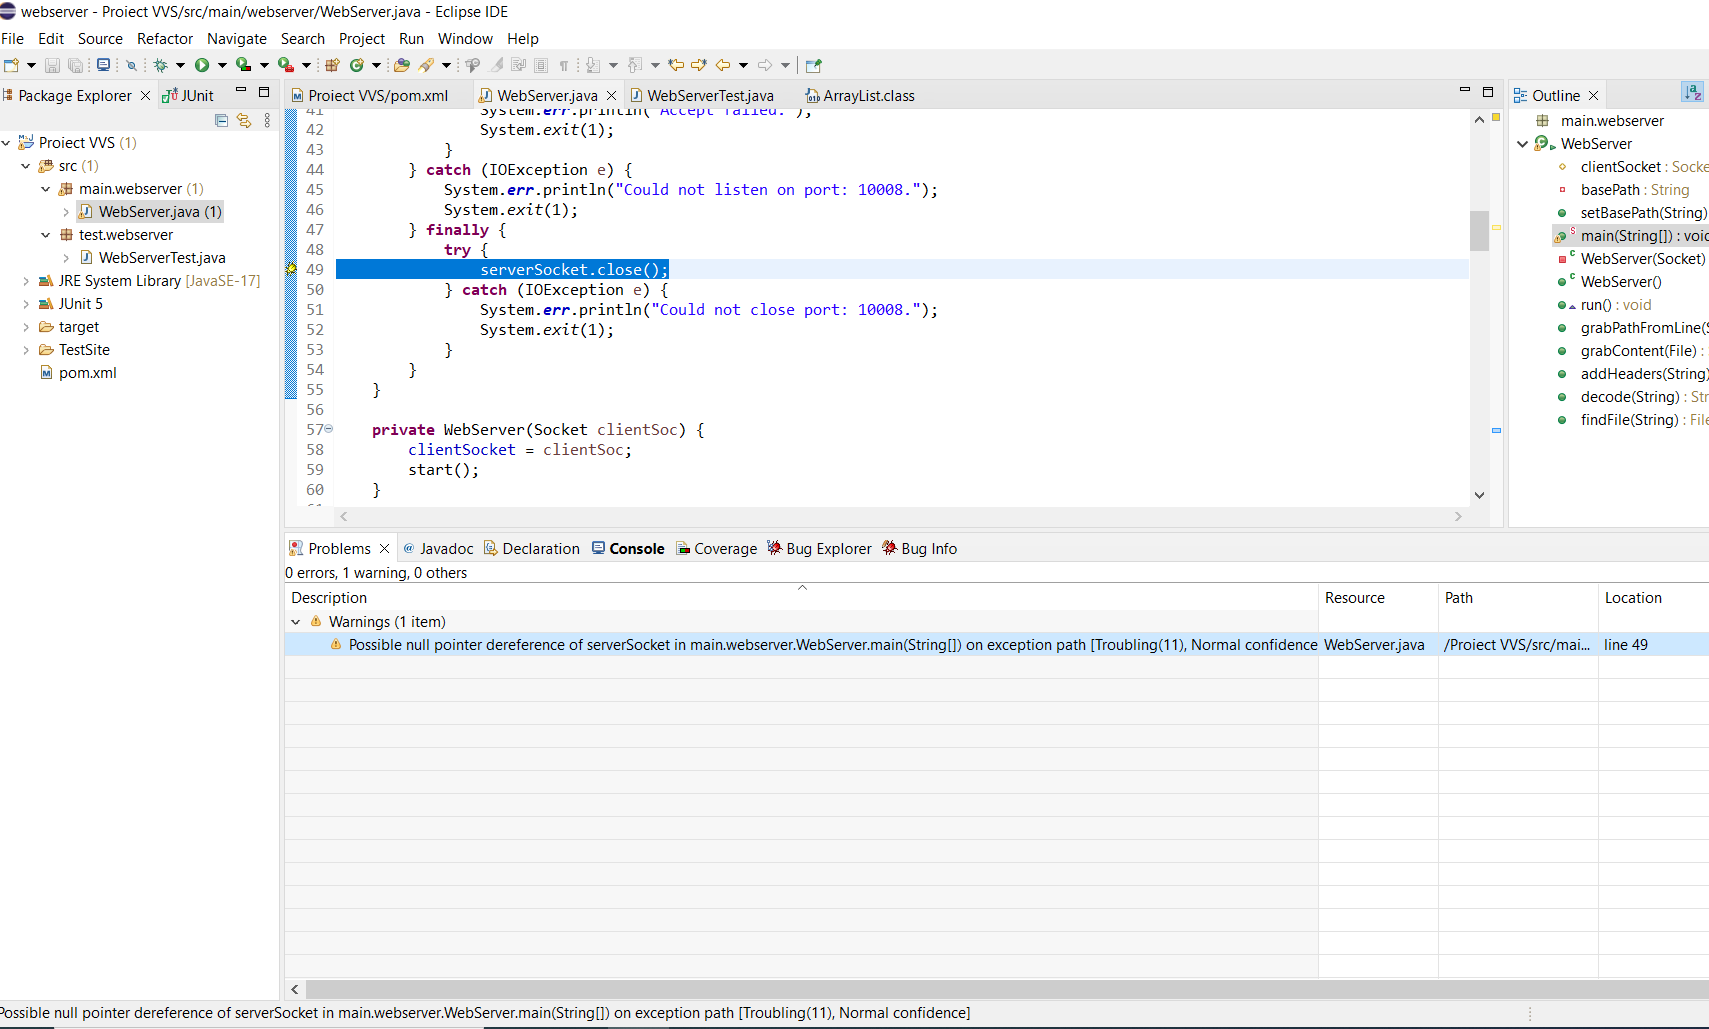 webserver - Proiect VVS/src/main/webserver/WebServer.java - Eclipse IDE
File Edit Source Refactor Navigate Search Project Run Window Help
Package Explorer JUnit
Proiect VVS (1)
src (1)
main.webserver (1)
WebServer.java (1)
test.webserver
WebServerTest.java
JRE System Library [JavaSE-17]
JUnit 5
target
TestSite
pom.xml
Proiect VVS/pom.xml WebServer.java WebServerTest.java ArrayList.class
41 System.err.println("Accept failed.");
42 System.exit(1);
43 }
44 } catch (IOException e) {
45 System.err.println("Could not listen on port: 10008.");
46 System.exit(1);
47 } finally {
48 try {
49 serverSocket.close();
50 } catch (IOException e) {
51 System.err.println("Could not close port: 10008.");
52 System.exit(1);
53 }
54 }
55 }
56
57 private WebServer(Socket clientSoc) {
58 clientSocket = clientSoc;
59 start();
60 }
61
Outline
main.webserver
WebServer
clientSocket : Socke
basePath : String
setBasePath(String)
main(String[]) : voic
WebServer(Socket)
WebServer()
run() : void
grabPathFromLine(S
grabContent(File) :
addHeaders(String)
decode(String) : Str
findFile(String) : File
Problems Javadoc Declaration Console Coverage Bug Explorer Bug Info
0 errors, 1 warning, 0 others
Description Resource Path Location
Warnings (1 item)
Possible null pointer dereference of serverSocket in main.webserver.WebServer.main(String[]) on exception path [Troubling(11), Normal confidence WebServer.java /Proiect VVS/src/mai... line 49
Possible null pointer dereference of serverSocket in main.webserver.WebServer.main(String[]) on exception path [Troubling(11), Normal confidence]